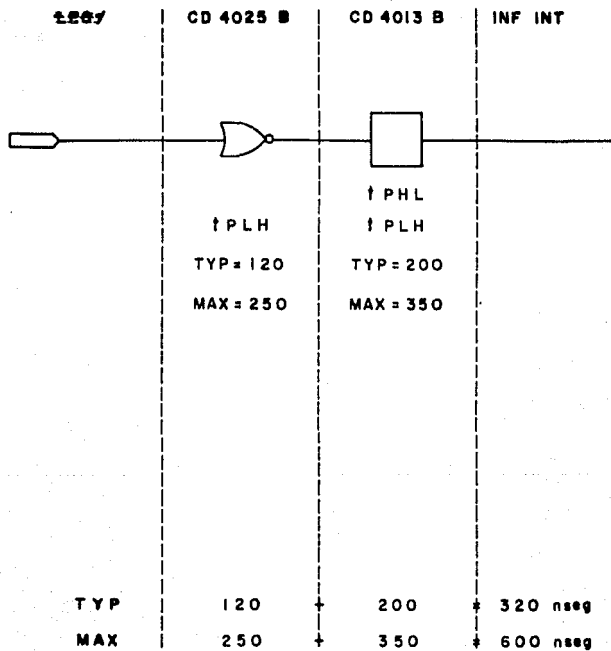 CD 4025 B CD 4013 B INF INT
t PHL
t PLH t PLH
TYP = 120 TYP = 200
MAX = 250 MAX = 350
TYP 120 + 200 = 320 nseg
MAX 250 + 350 = 600 nseg